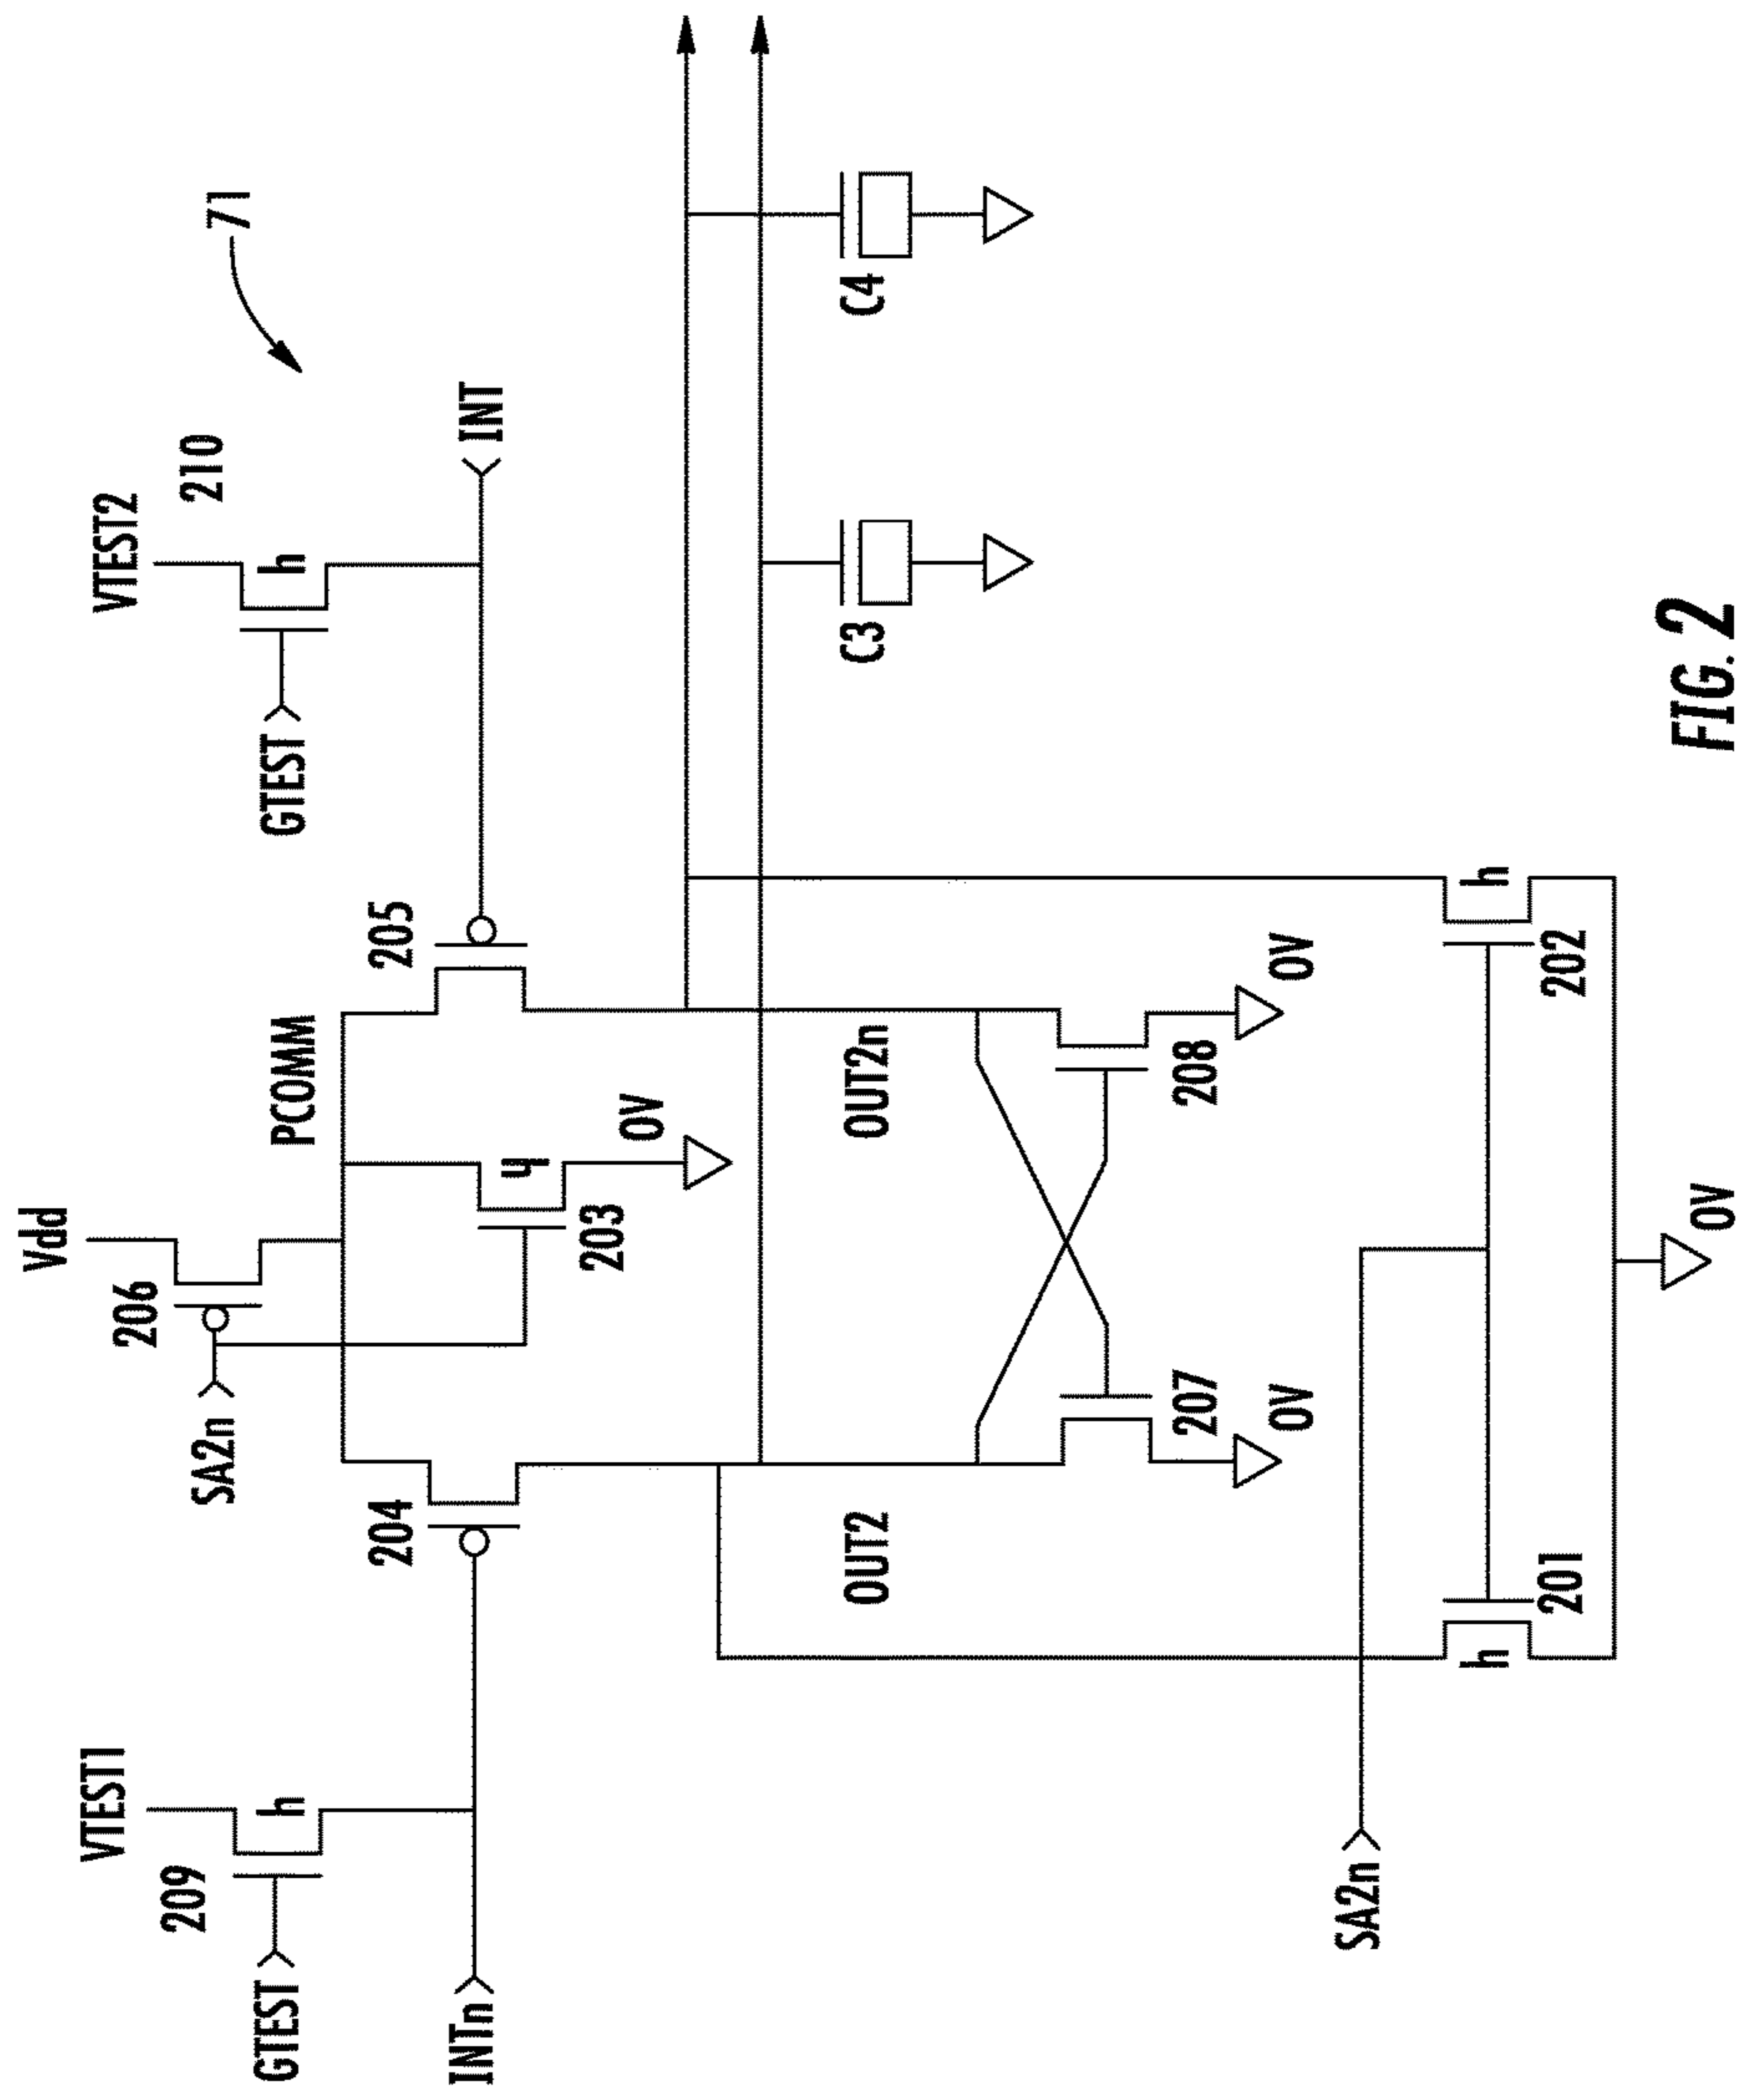 71
VTEST1
209
h
GTEST
INTn
Vdd
206
SA2n
VTEST2
210
h
GTEST
INT
PCOMM
204
205
203
h
0V
OUT2
OUT2n
C3
C4
207
0V
208
0V
SA2n
h
201
h
202
0V
FIG. 2